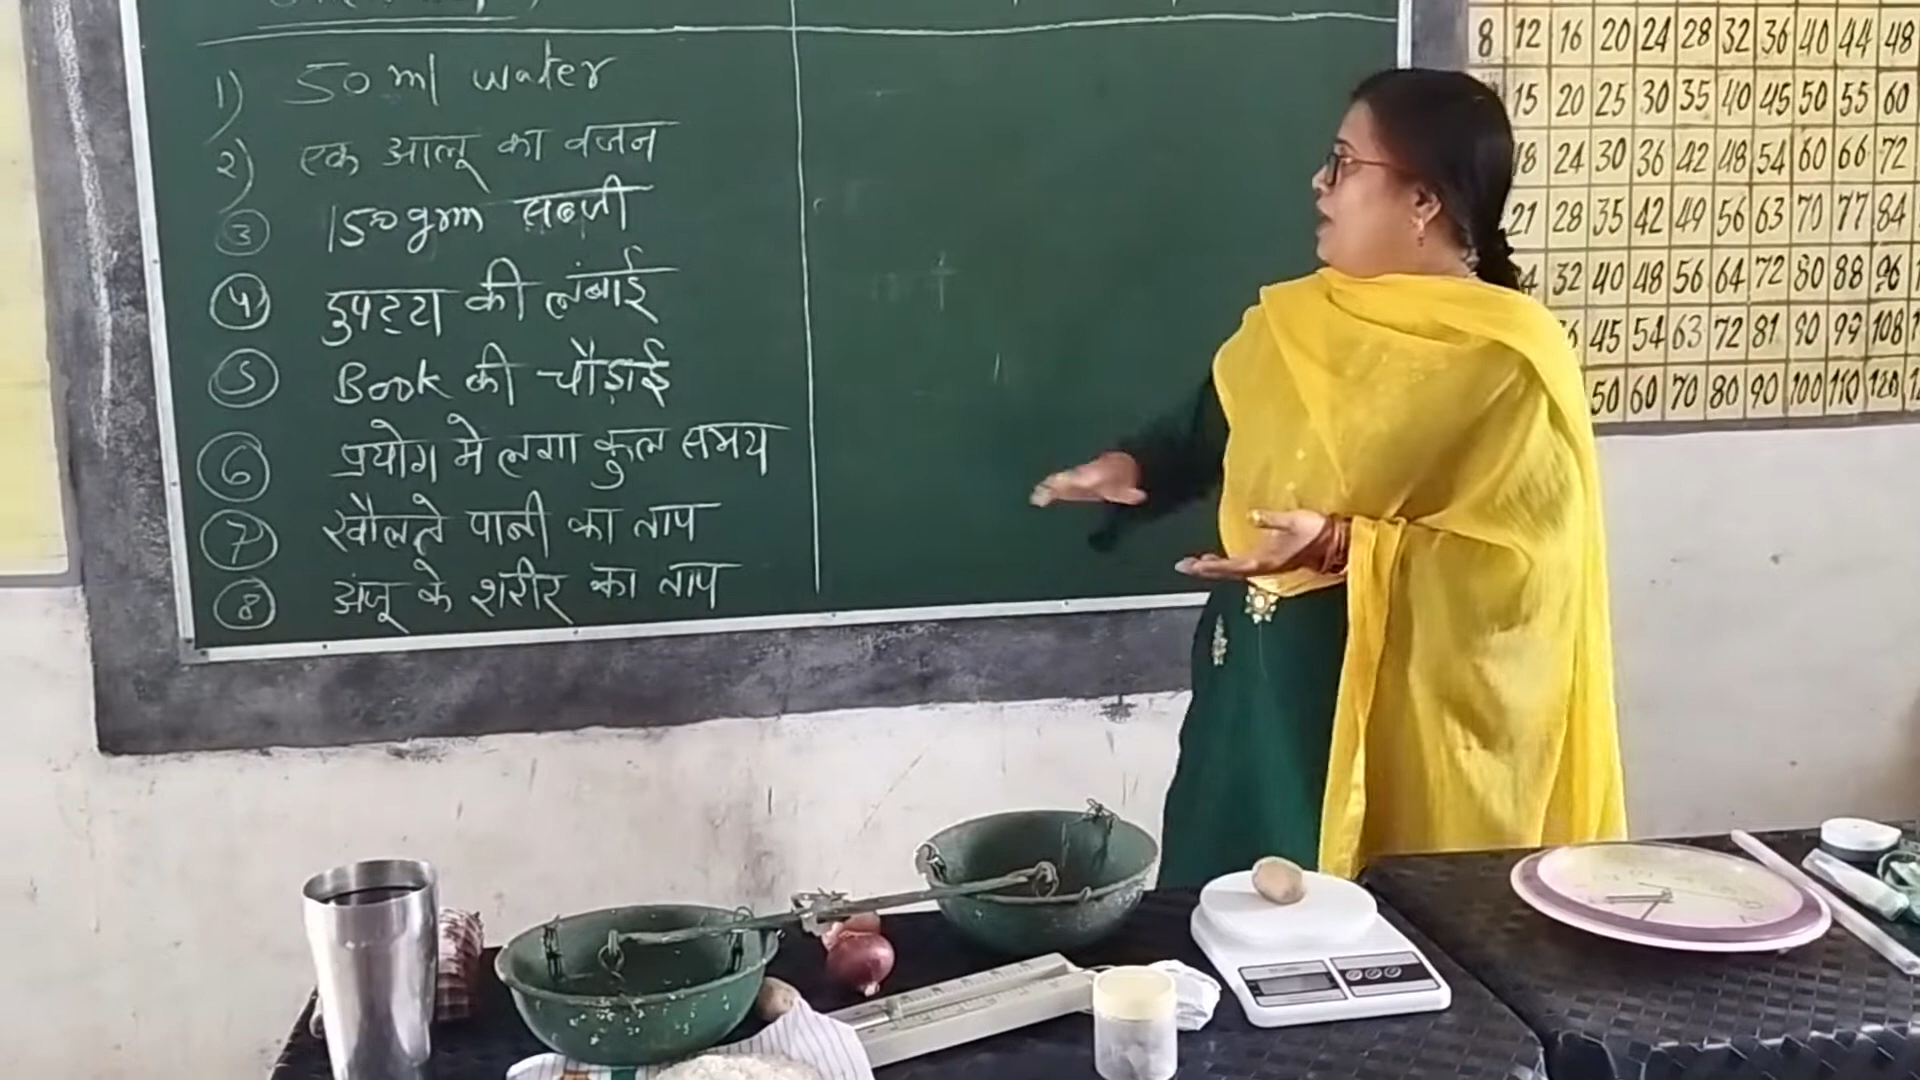 1) 50 ml water
2) एक आलू का वजन
3 150 grm सब्जी
4 दुपट्टा की लंबाई
5 Book की चौड़ाई
6 प्रयोग मे लगा कुल समय
7 खौलते पानी का ताप
8 अंजू के शरीर का ताप
8 12 16 20 24 28 32 36 40 44 48
15 20 25 30 35 40 45 50 55 60
18 24 30 36 42 48 54 60 66 72
21 28 35 42 49 56 63 70 77 84
32 40 48 56 64 72 80 88 96
45 54 63 72 81 90 99 108
50 60 70 80 90 100 110 120